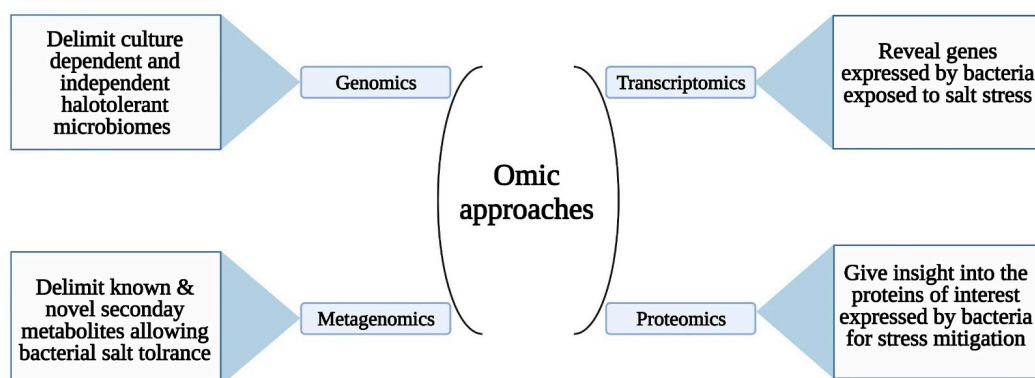 Delimit culture
dependent and
independent
halotolerant
microbiomes
Genomics
Transcriptomics
Reveal genes
expressed by bacteria
exposed to salt stress
Omic
approaches
Delimit known &
novel seconday
metabolites allowing
bacterial salt tolrance
Metagenomics
Proteomics
Give insight into the
proteins of interest
expressed by bacteria
for stress mitigation